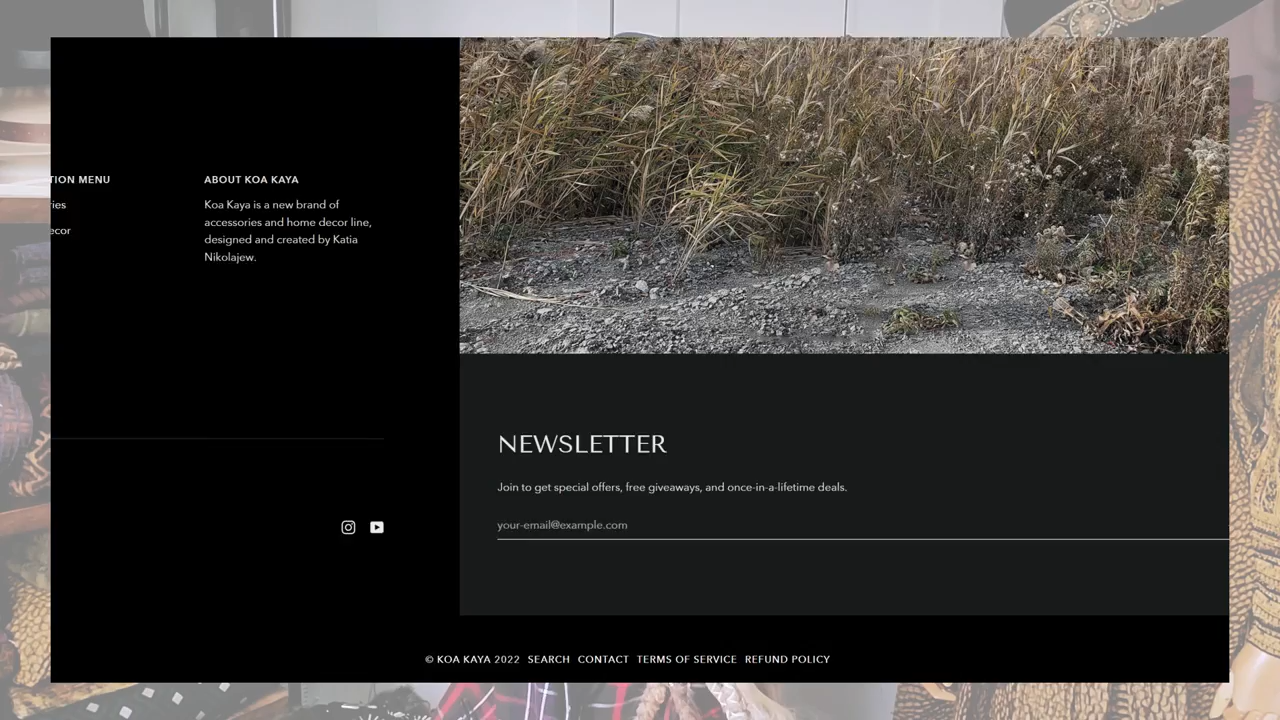 TION MENU
ries
ecor
ABOUT KOA KAYA
Koa Kaya is a new brand of
accessories and home decor line,
designed and created by Katia
Nikolajew.
NEWSLETTER
Join to get special offers, free giveaways, and once-in-a-lifetime deals.
your-email@example.com
© KOA KAYA 2022 SEARCH CONTACT TERMS OF SERVICE REFUND POLICY